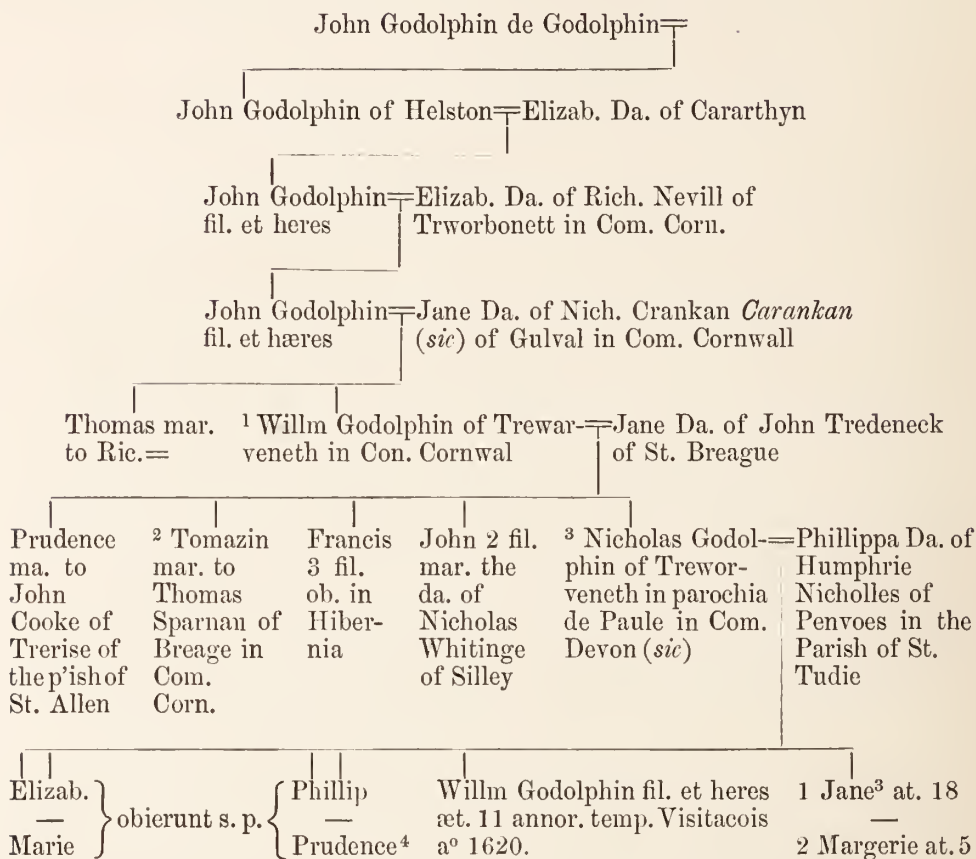 John Godolphin de Godolphin=
John Godolphin of Helston=Elizab. Da. of Cararthyn
John Godolphin=Elizab. Da. of Rich. Nevill of
fil. et heres Trworbonett in Com. Corn.
John Godolphin=Jane Da. of Nich. Crankan Carankan
fil. et hæres (sic) of Gulval in Com. Cornwall
Thomas mar.
to Ric.=
1 Willm Godolphin of Trewar-=Jane Da. of John Tredeneck
veneth in Con. Cornwal of St. Breague
Prudence
ma. to
John
Cooke of
Trerise of
the p'ish of
St. Allen
2 Tomazin
mar. to
Thomas
Sparnan of
Breage in
Com.
Corn.
Francis
3 fil.
ob. in
Hiber-
nia
John 2 fil.
mar. the
da. of
Nicholas
Whitinge
of Silley
3 Nicholas Godol-=
phin of Trewor-
veneth in parochia
de Paule in Com.
Devon (sic)
Phillippa Da. of
Humphrie
Nicholles of
Penvoes in the
Parish of St.
Tudie
Elizab.
—
Marie
} obierunt s. p. {
Phillip
—
Prudence4
Willm Godolphin fil. et heres
æt. 11 annor. temp. Visitacois
ao 1620.
1 Jane3 at. 18
—
2 Margerie at. 5